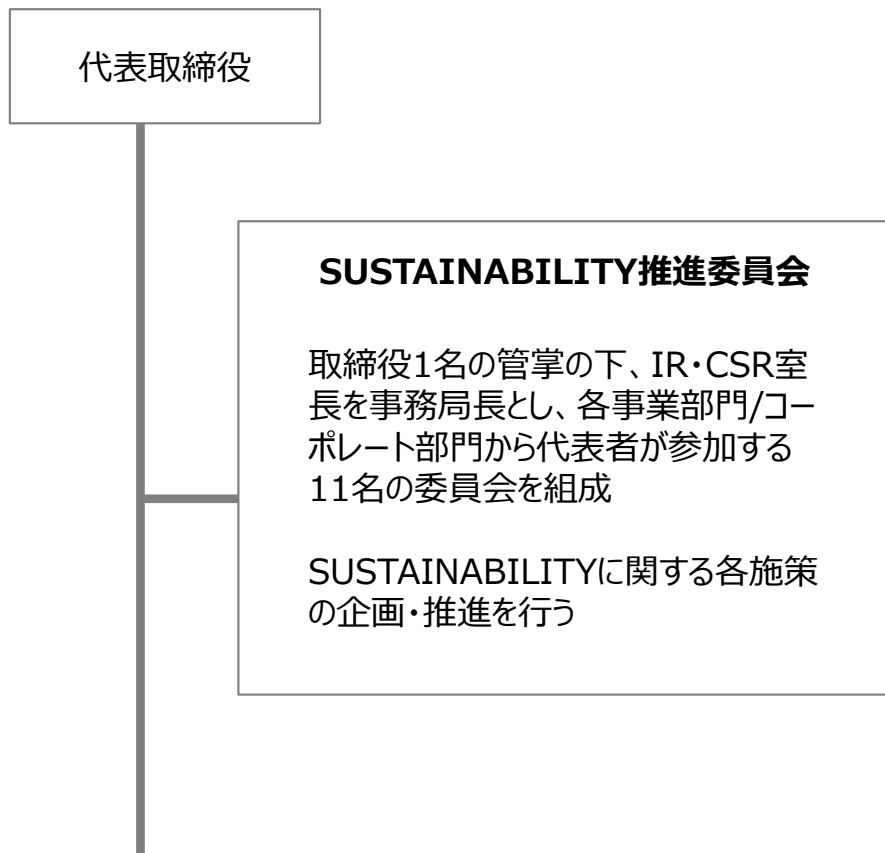 代表取締役
SUSTAINABILITY推進委員会
取締役1名の管掌の下、IR・CSR室
長を事務局長とし、各事業部門/コー
ポレート部門から代表者が参加する
11名の委員会を組成
SUSTAINABILITYに関する各施策
の企画・推進を行う